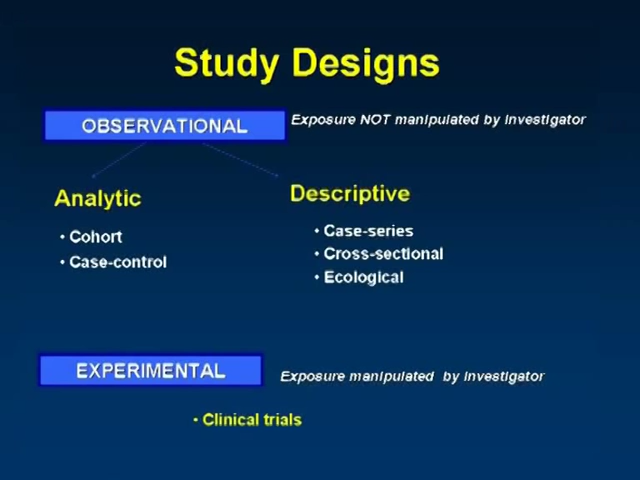 Study Designs
OBSERVATIONAL
Exposure NOT manipulated by investigator
Analytic
Descriptive
• Cohort
• Case-control
• Case-series
• Cross-sectional
• Ecological
EXPERIMENTAL
Exposure manipulated by investigator
• Clinical trials